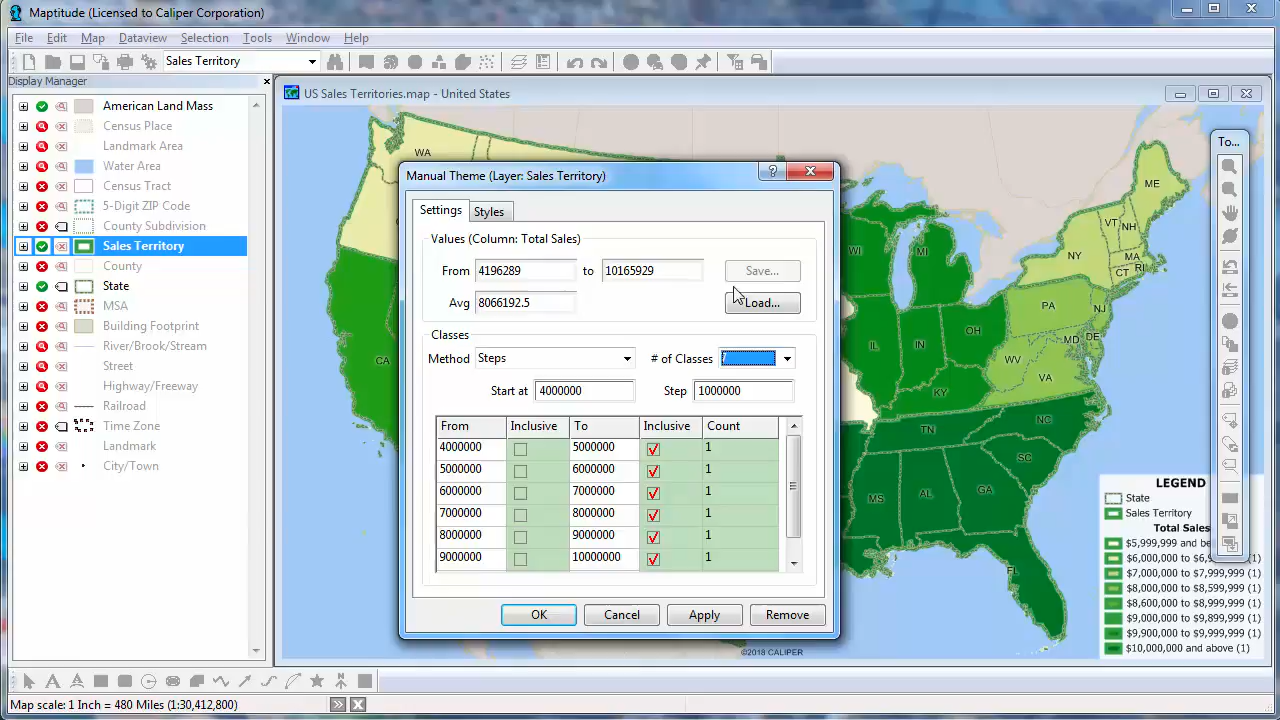 Maptitude (Licensed to Caliper Corporation)
File Edit Map Dataview Selection Tools Window Help
Sales Territory
Display Manager
American Land Mass
Census Place
Landmark Area
Water Area
Census Tract
5-Digit ZIP Code
County Subdivision
Sales Territory
County
State
MSA
Building Footprint
River/Brook/Stream
Street
Highway/Freeway
Railroad
Time Zone
Landmark
City/Town
US Sales Territories.map - United States
WA
CA
WI
MI
IL
IN
OH
KY
TN
MS
AL
GA
FL
SC
NC
VA
WV
MD
DE
PA
NJ
NY
CT
RI
MA
VT
NH
ME
To...
Manual Theme (Layer: Sales Territory)
Settings Styles
Values (Column: Total Sales)
From 4196289 to 10165929 Save...
Avg 8066192.5 Load...
Classes
Method Steps # of Classes
Start at 4000000 Step 1000000
From Inclusive To Inclusive Count
4000000 5000000 1
5000000 6000000 1
6000000 7000000 1
7000000 8000000 1
8000000 9000000 1
9000000 10000000 1
OK Cancel Apply Remove
LEGEND
State
Sales Territory
Total Sales
$5,999,999 and be
$6,000,000 to $6, (1)
$7,000,000 to $7,999,999 (1)
$8,000,000 to $8,599,999 (1)
$8,600,000 to $8,999,999 (1)
$9,000,000 to $9,899,999 (1)
$9,900,000 to $9,999,999 (1)
$10,000,000 and above (1)
©2018 CALIPER
Map scale: 1 Inch = 480 Miles (1:30,412,800)